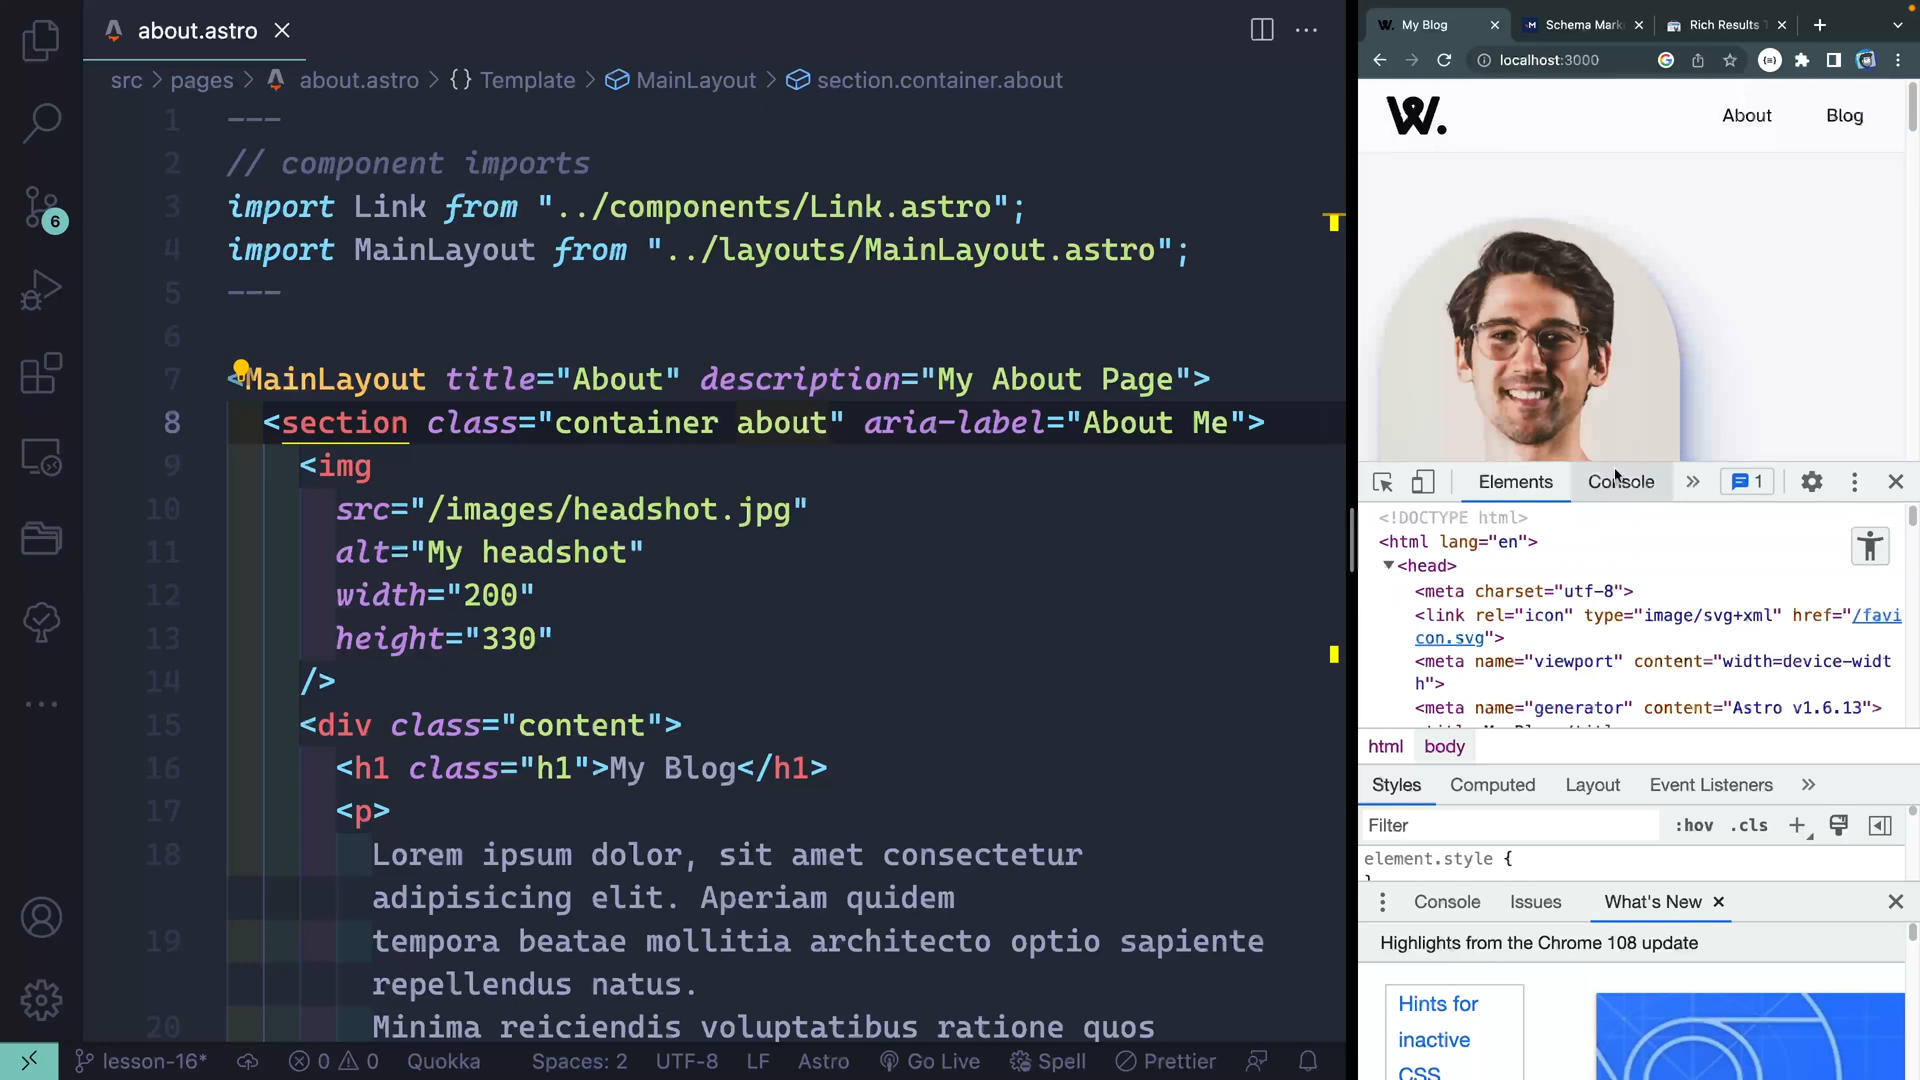 about.astro
src > pages > about.astro > {} Template > MainLayout > section.container.about
1 ---
2 // component imports
3 import Link from "../components/Link.astro";
4 import MainLayout from "../layouts/MainLayout.astro";
5 ---
6
7 <MainLayout title="About" description="My About Page">
8 <section class="container about" aria-label="About Me">
9 <img
10 src="/images/headshot.jpg"
11 alt="My headshot"
12 width="200"
13 height="330"
14 />
15 <div class="content">
16 <h1 class="h1">My Blog</h1>
17 <p>
18 Lorem ipsum dolor, sit amet consectetur
adipisicing elit. Aperiam quidem
19 tempora beatae mollitia architecto optio sapiente
repellendus natus.
20 Minima reiciendis voluptatibus ratione quos
6
lesson-16* 0 0 Quokka Spaces: 2 UTF-8 LF Astro Go Live Spell Prettier
W. My Blog Schema Mark Rich Results T
localhost:3000
W. About Blog
Elements Console 1
<!DOCTYPE html>
<html lang="en">
<head>
<meta charset="utf-8">
<link rel="icon" type="image/svg+xml" href="/favi
con.svg">
<meta name="viewport" content="width=device-widt
h">
<meta name="generator" content="Astro v1.6.13">
html body
Styles Computed Layout Event Listeners
Filter :hov .cls
element.style {
Console Issues What's New
Highlights from the Chrome 108 update
Hints for
inactive
CSS